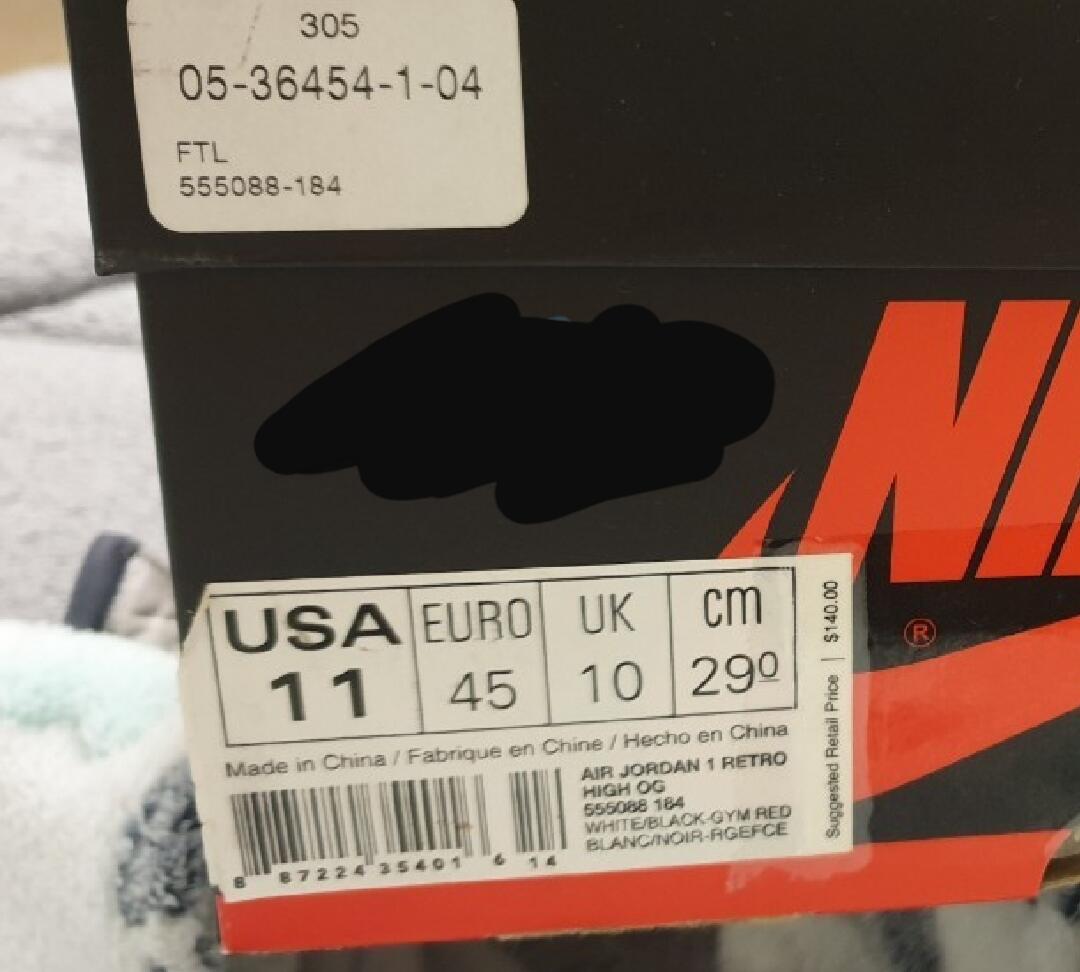 305
05-36454-1-04
FTL
555088-184
®
USA EURO UK cm
11 45 10 29⁰
Suggested Retail Price | $140.00
Made in China / Fabrique en Chine / Hecho en China
AIR JORDAN 1 RETRO
HIGH OG
555088 184
WHITE/BLACK-GYM RED
BLANC/NOIR-RGEFCE
8 87224 35401 6 14